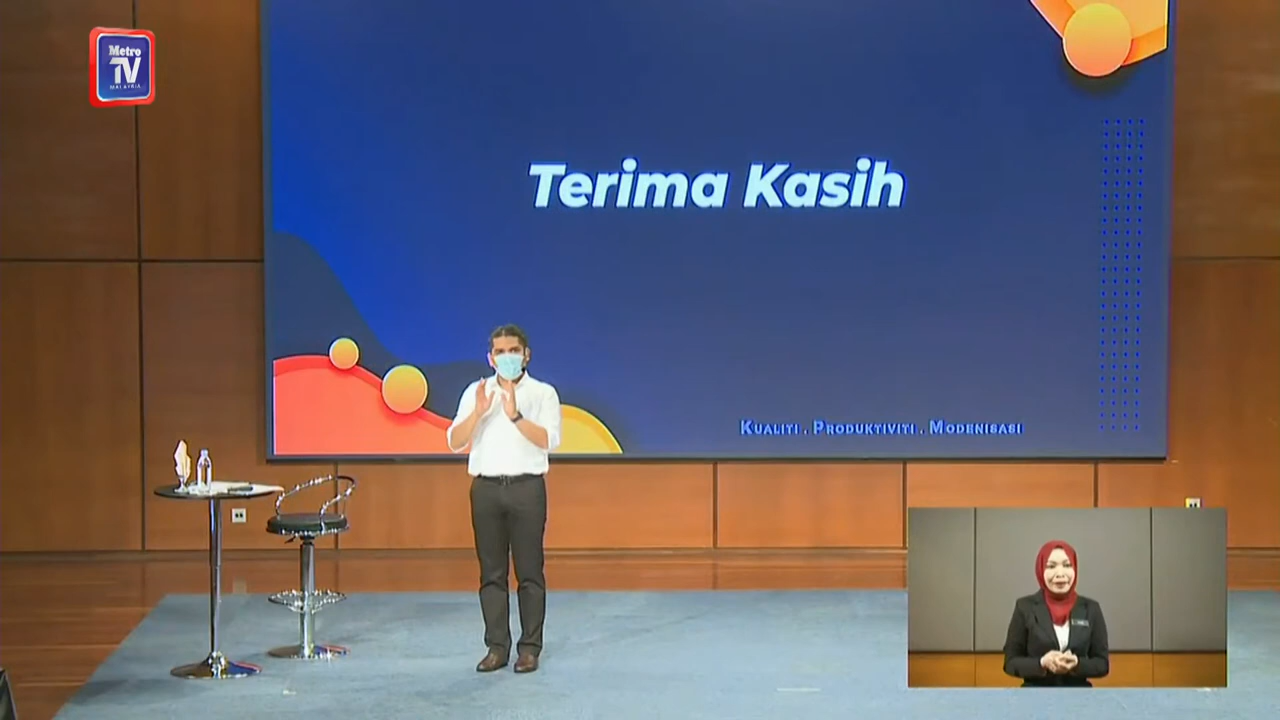 Metro
TV
MALAYSIA
Terima Kasih
KUALITI . PRODUKTIVITI . MODENISASI